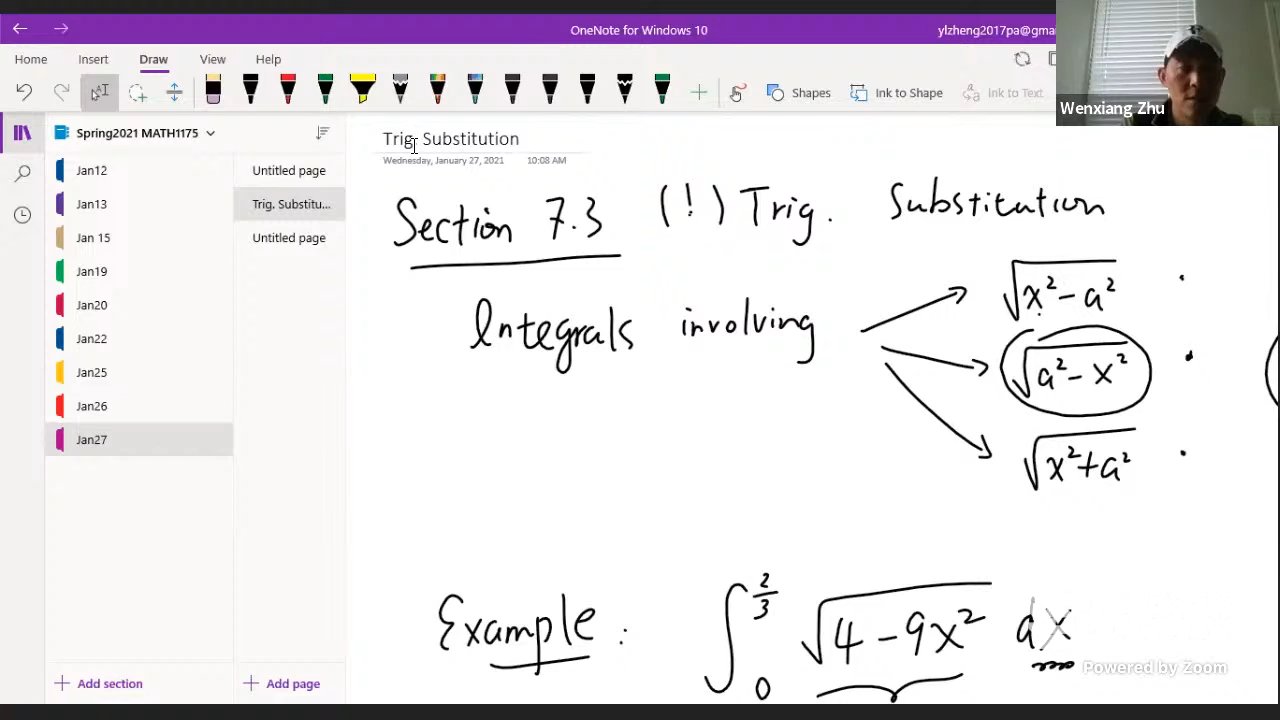 OneNote for Windows 10
ylzheng2017pa@gma
Home Insert Draw View Help
Shapes Ink to Shape Ink to Text
Wenxiang Zhu
Spring2021 MATH1175
Jan12
Jan13
Jan 15
Jan19
Jan20
Jan22
Jan25
Jan26
Jan27
Untitled page
Trig. Substitu...
Untitled page
Trig. Substitution
Wednesday, January 27, 2021 10:08 AM
Section 7.3 (!) Trig. Substitution
√x²-a²
Integrals involving
√a²-x²
√x²+a²
Example: ∫₀^(2/3) √4-9x² dx
Powered by Zoom
Add section Add page